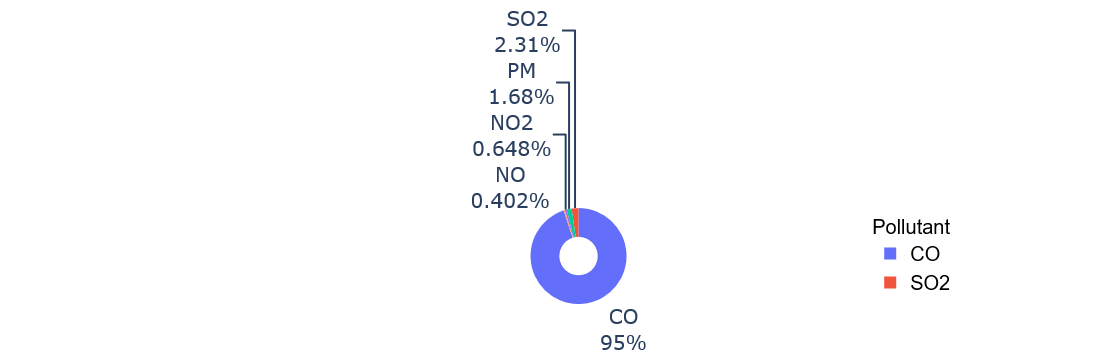 SO2
2.31%
PM
1.68%
NO2
0.648%
NO
0.402%
CO
95%
Pollutant
CO
SO2